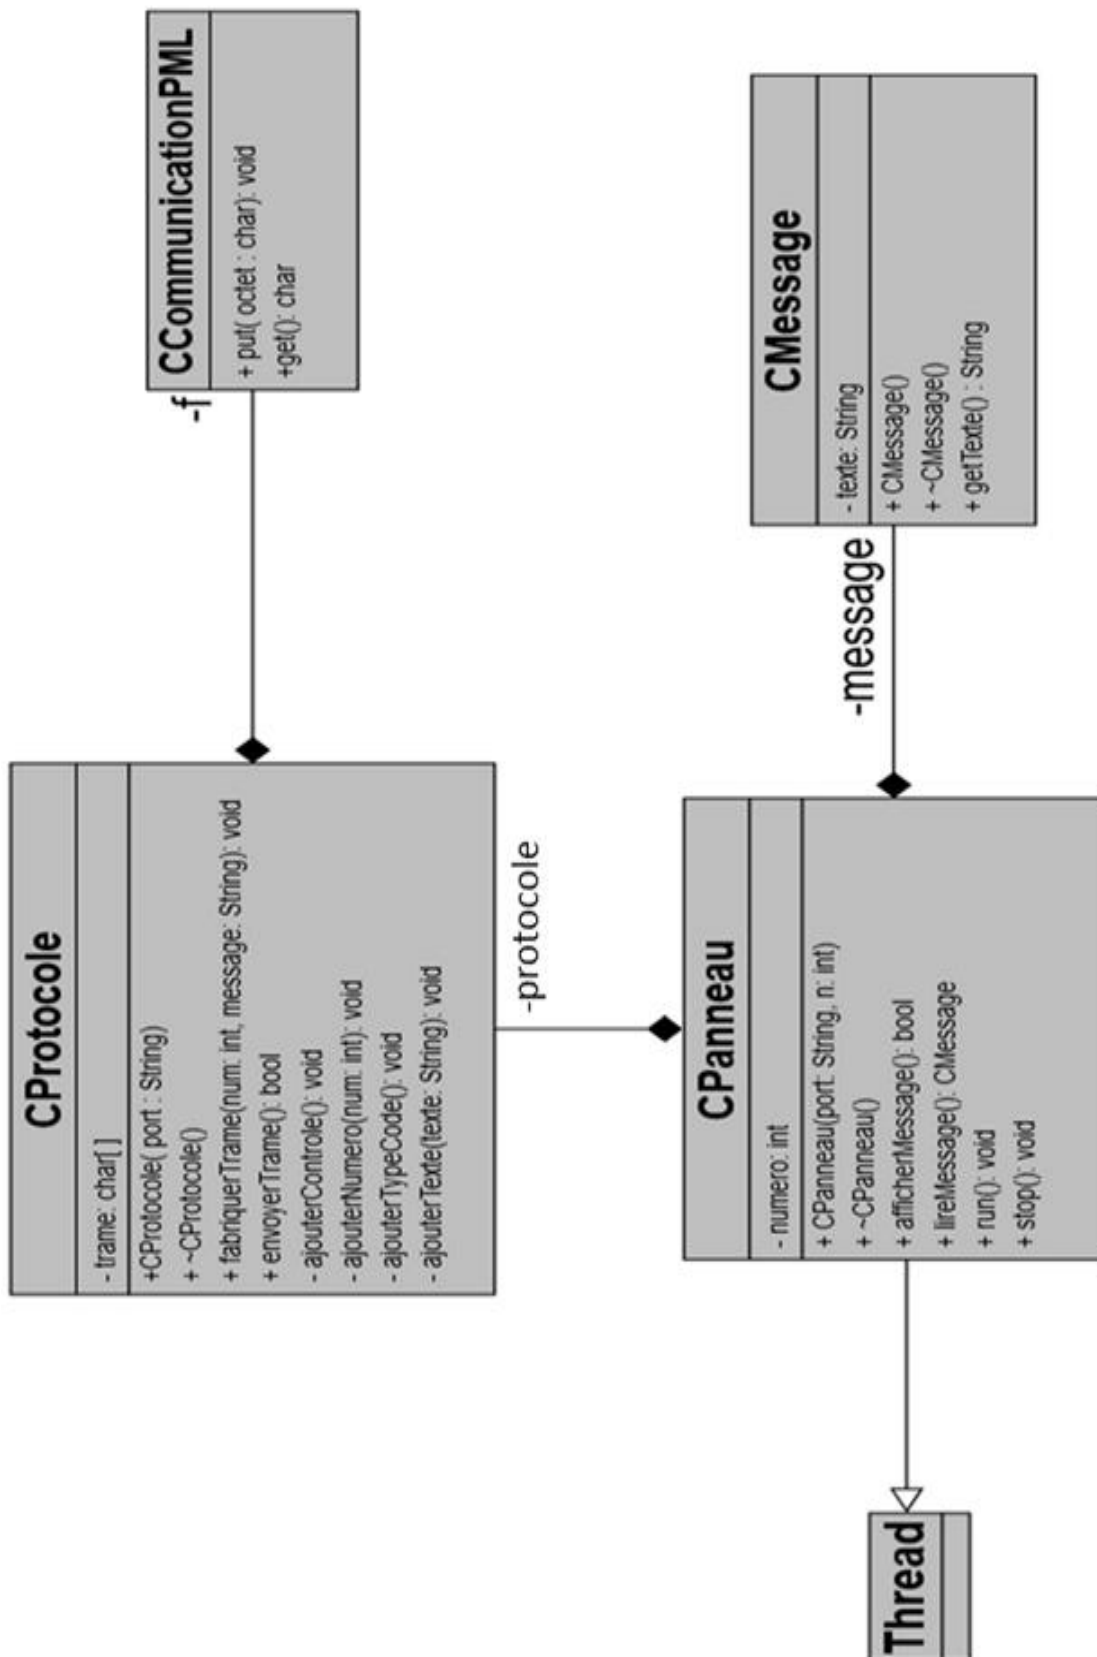 CCommunicationPML
+ put( octet : char): void
+get(): char
-f
CProtocole
- trame: char[ ]
+CProtocole( port : String)
+ ~CProtocole()
+ fabriquerTrame(num: int, message: String): void
+ envoyerTrame(): bool
- ajouterControle(): void
- ajouterNumero(num: int): void
- ajouterTypeCode(): void
- ajouterTexte(texte: String): void
-protocole
CMessage
- texte: String
+ CMessage()
+ ~CMessage()
+ getTexte() : String
-message
CPanneau
- numero: int
+ CPanneau(port: String, n: int)
+ ~CPanneau()
+ afficherMessage(): bool
+ lireMessage(): CMessage
+ run(): void
+ stop(): void
Thread